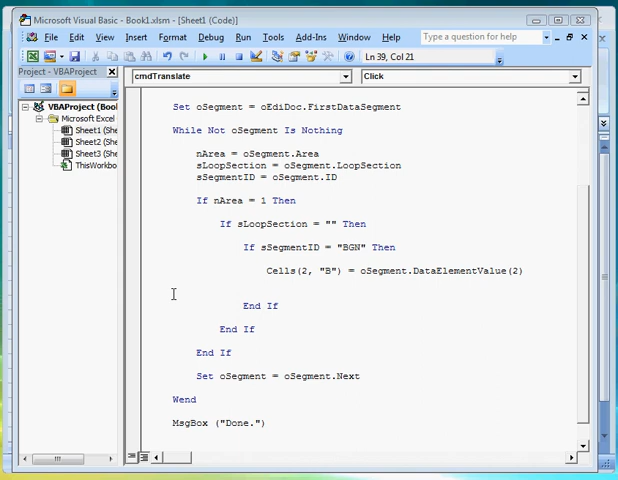 Microsoft Visual Basic - Book1.xlsm - [Sheet1 (Code)]
File Edit View Insert Format Debug Run Tools Add-Ins Window Help Type a question for help
Ln 39, Col 21
Project - VBAProject
cmdTranslate Click
VBAProject (Bool
Microsoft Excel
Sheet1 (She
Sheet2 (She
Sheet3 (She
ThisWorkbo
Set oSegment = oEdiDoc.FirstDataSegment
While Not oSegment Is Nothing
nArea = oSegment.Area
sLoopSection = oSegment.LoopSection
sSegmentID = oSegment.ID
If nArea = 1 Then
If sLoopSection = "" Then
If sSegmentID = "BGN" Then
Cells(2, "B") = oSegment.DataElementValue(2)
End If
End If
End If
Set oSegment = oSegment.Next
Wend
MsgBox ("Done.")